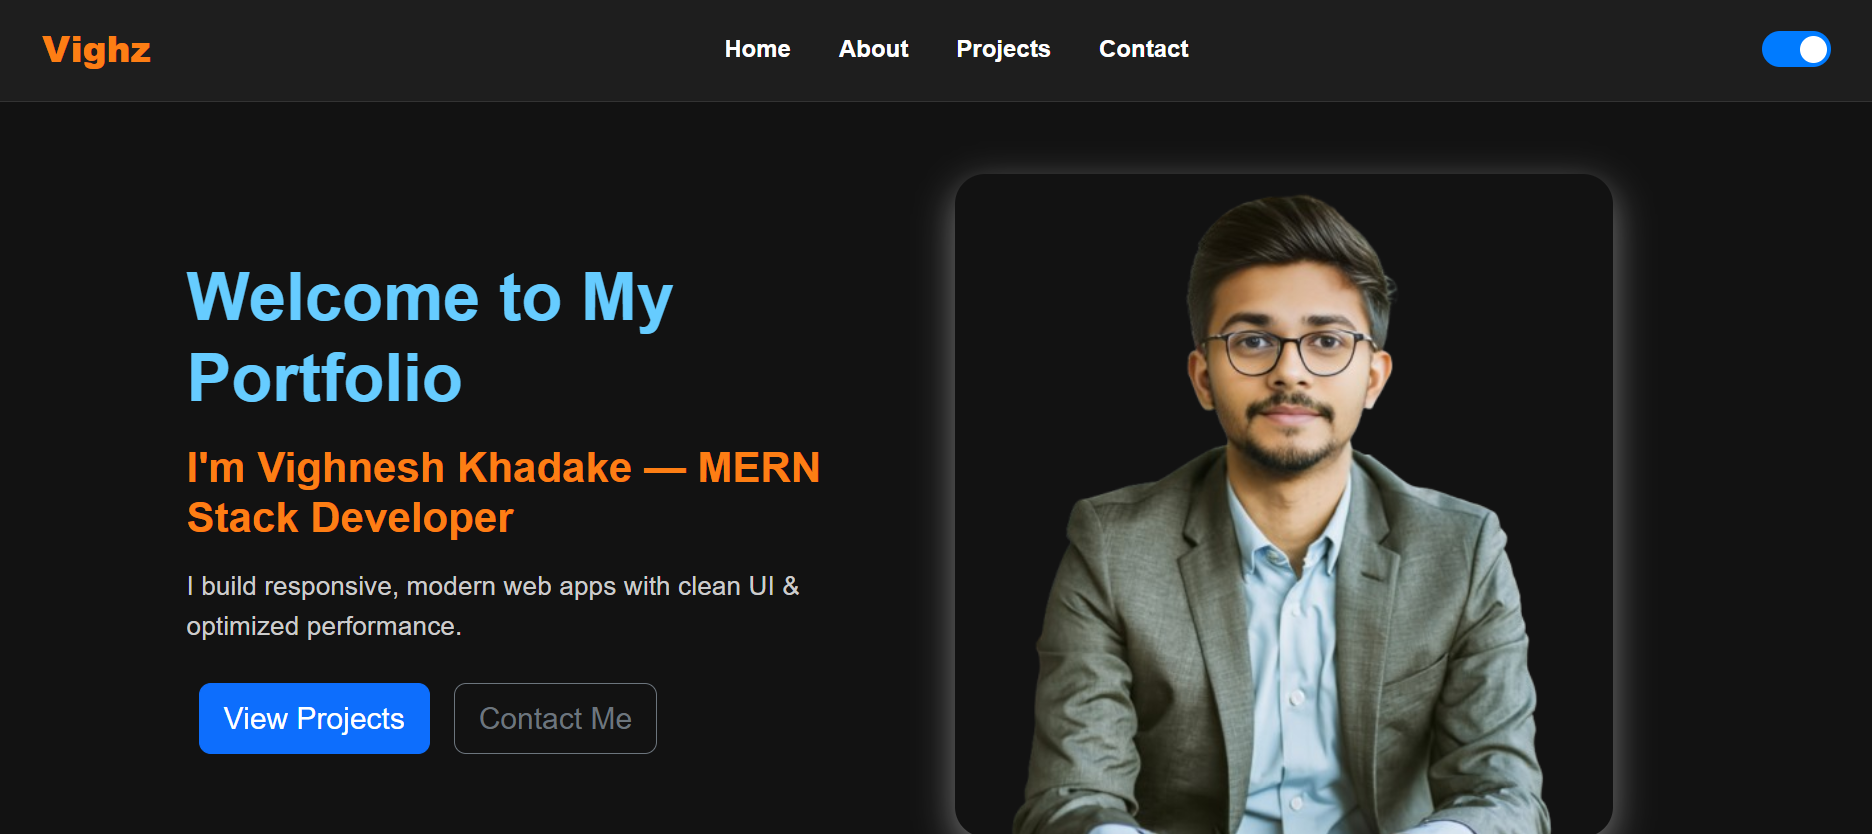 Vighz
Home About Projects Contact
Welcome to My
Portfolio
I'm Vighnesh Khadake — MERN
Stack Developer
I build responsive, modern web apps with clean UI &
optimized performance.
View Projects Contact Me